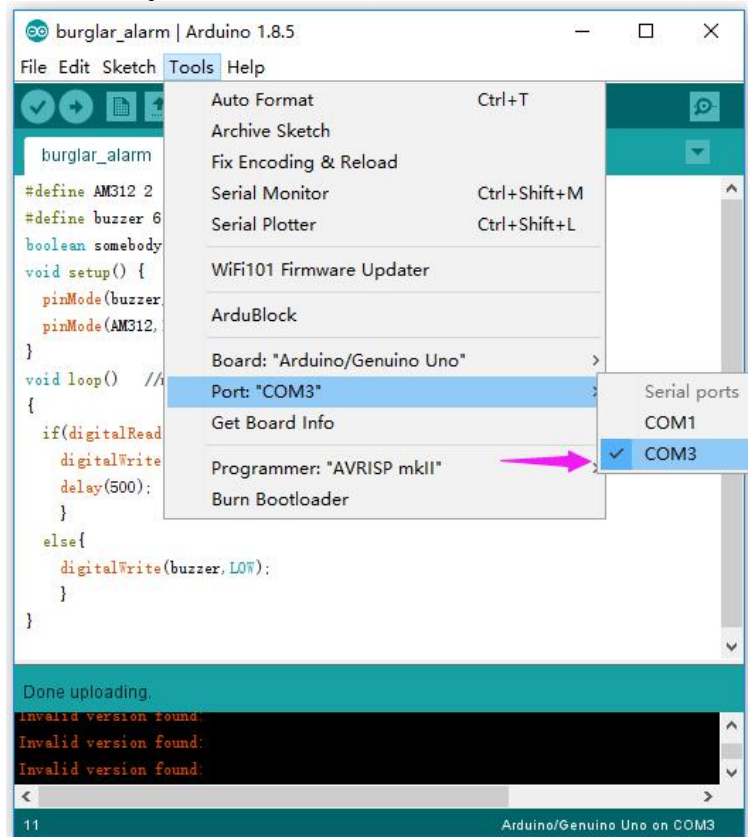 burglar_alarm | Arduino 1.8.5
File Edit Sketch Tools Help
burglar_alarm
#define AM312 2
#define buzzer 6
boolean somebody
void setup() {
pinMode(buzzer,
pinMode(AM312,
}
void loop() //
{
if(digitalRead
digitalWrite
delay(500);
}
else{
digitalWrite(buzzer,LOW);
}
}
Auto Format Ctrl+T
Archive Sketch
Fix Encoding & Reload
Serial Monitor Ctrl+Shift+M
Serial Plotter Ctrl+Shift+L
WiFi101 Firmware Updater
ArduBlock
Board: "Arduino/Genuino Uno"
Port: "COM3"
Get Board Info
Programmer: "AVRISP mkII"
Burn Bootloader
Serial ports
COM1
COM3
Done uploading.
Invalid version found:
Invalid version found:
Invalid version found:
11 Arduino/Genuino Uno on COM3